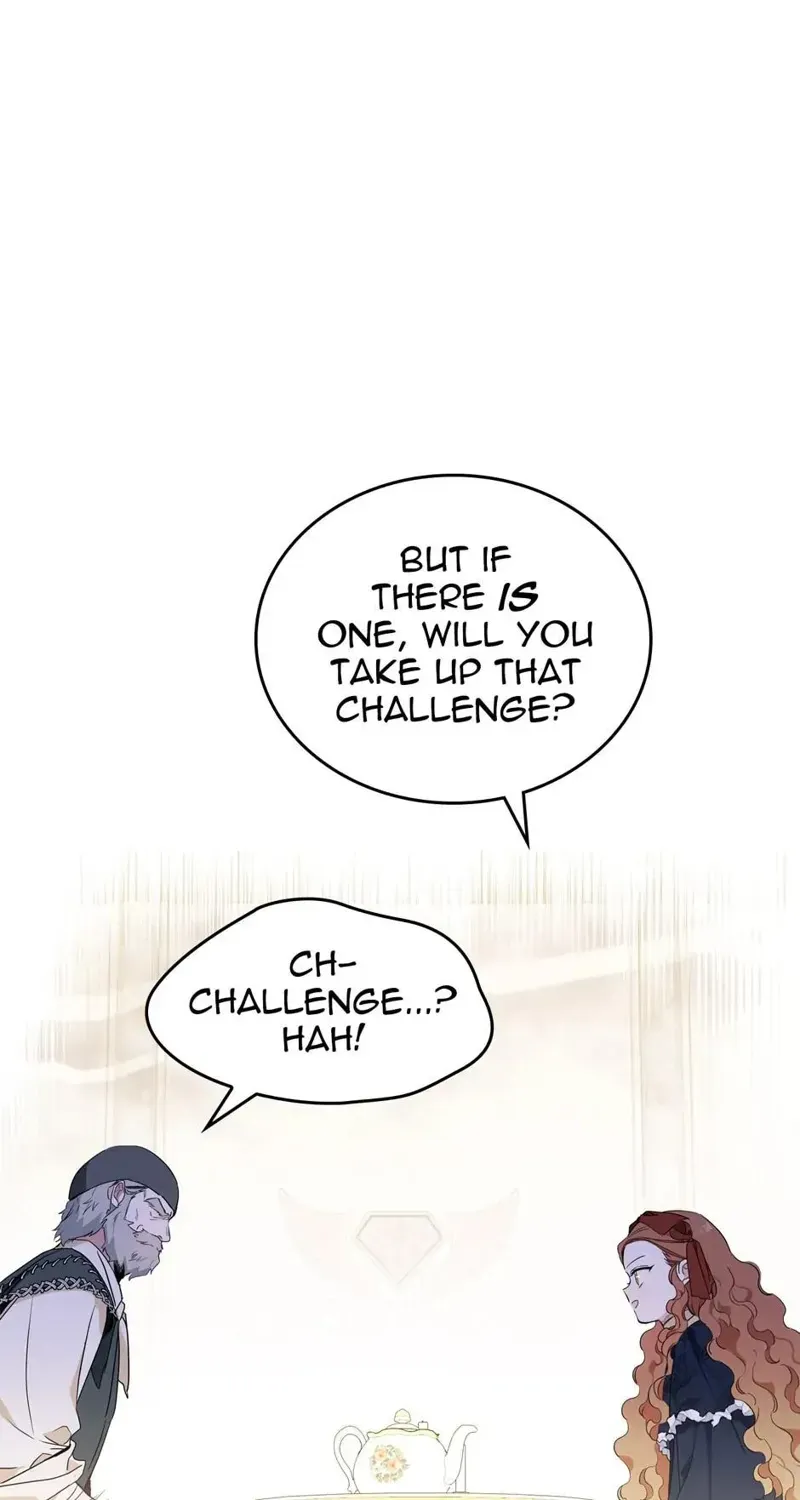 BUT IF
THERE IS
ONE, WILL YOU
TAKE UP THAT
CHALLENGE?
CH-
CHALLENGE...?
HAH!